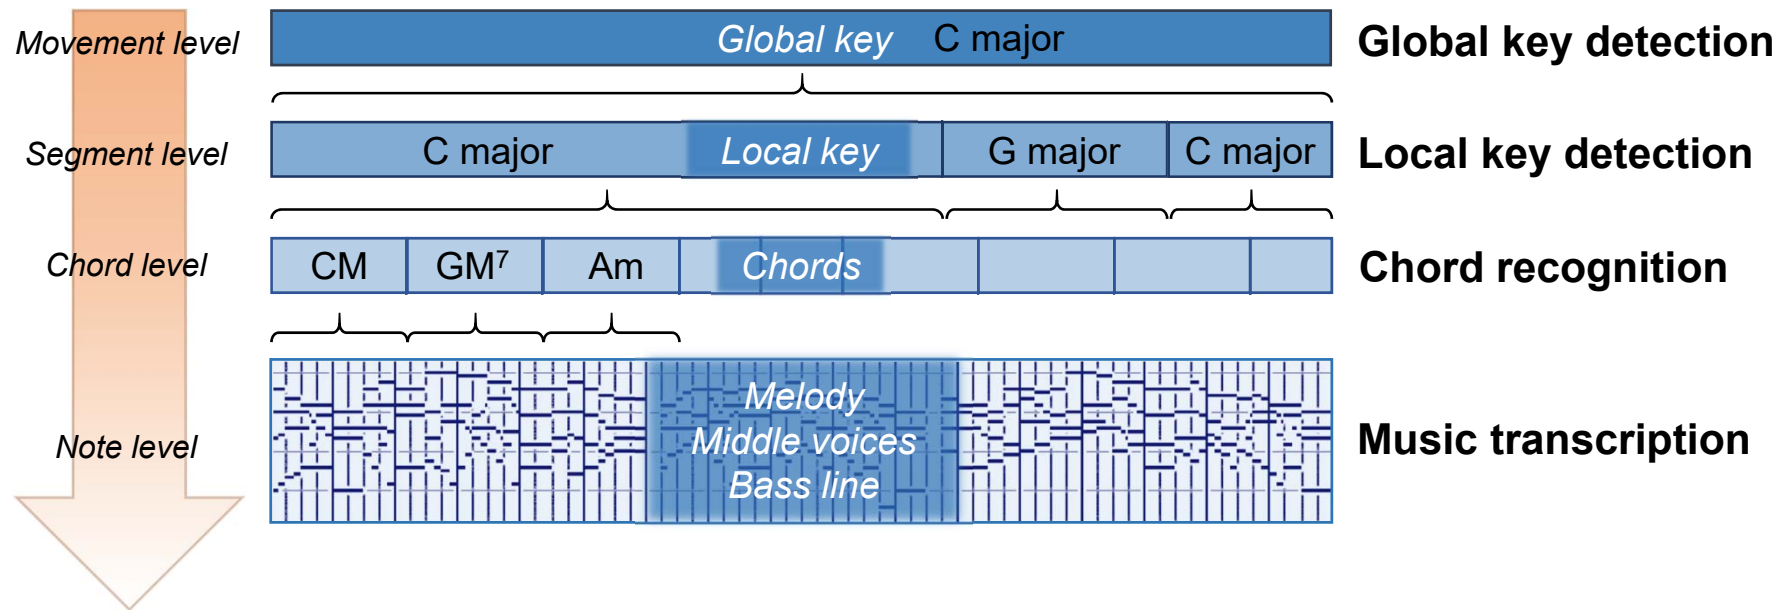 Movement level Global key C major Global key detection
Segment level C major Local key G major C major Local key detection
Chord level CM GM⁷ Am Chords Chord recognition
Melody
Note level Middle voices Music transcription
Bass line